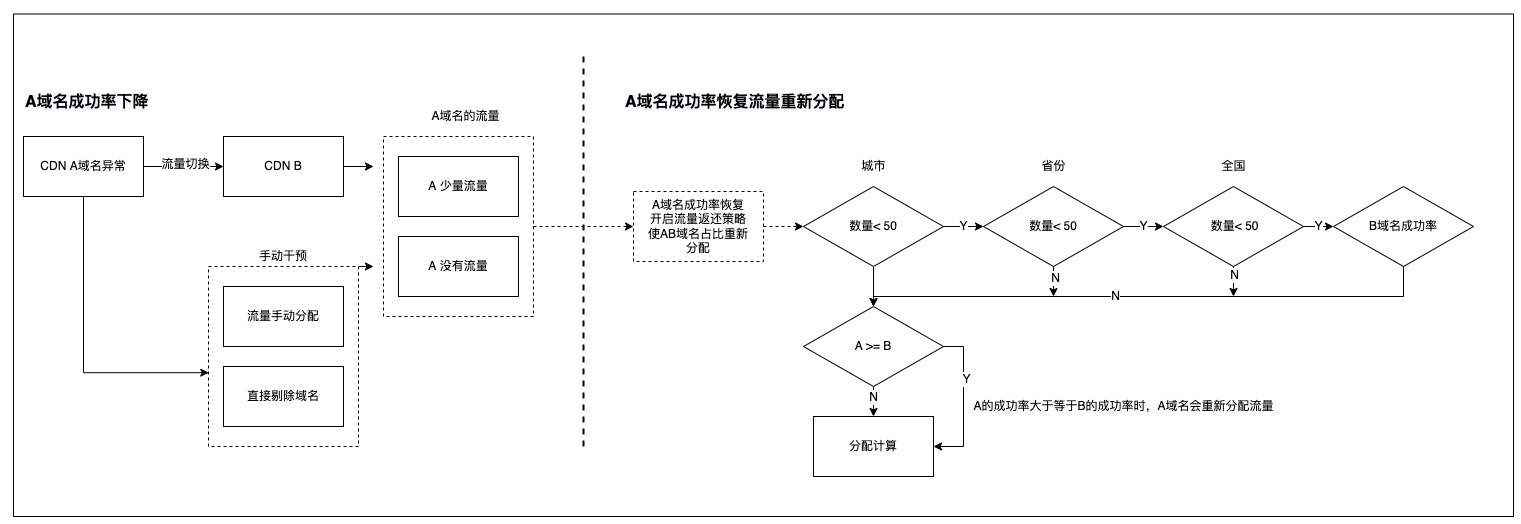 A域名成功率下降
A域名的流量
CDN A域名异常
流量切换
CDN B
A 少量流量
A 没有流量
手动干预
流量手动分配
直接剔除域名
A域名成功率恢复流量重新分配
城市
省份
全国
A域名成功率恢复
开启流量返还策略
使AB域名占比重新
分配
数量< 50
Y
数量< 50
Y
数量< 50
Y
B域名成功率
N
N
N
A >= B
Y
N
A的成功率大于等于B的成功率时，A域名会重新分配流量
分配计算